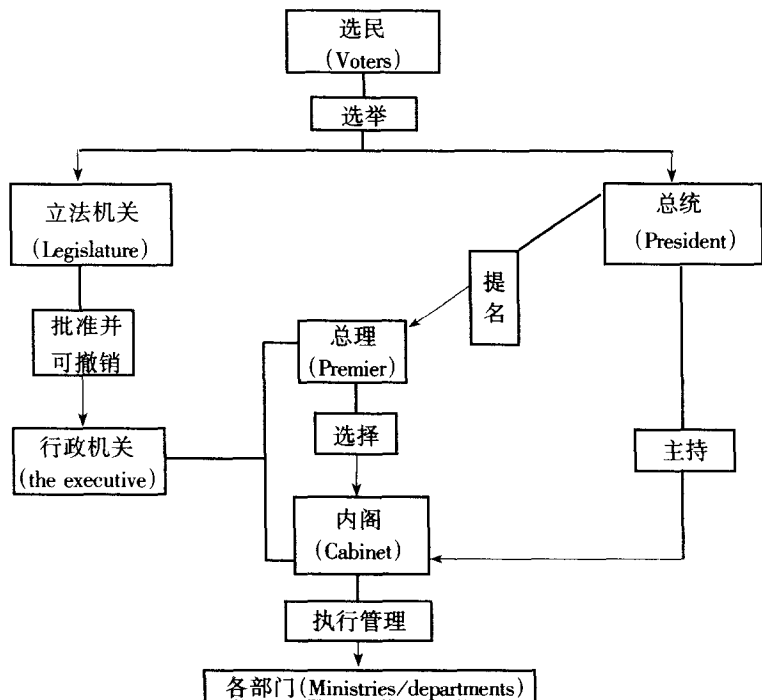 选民
(Voters)
选举
立法机关
(Legislature)
总统
(President)
提
名
批准并
可撤销
总理
(Premier)
选择
行政机关
(the executive)
主持
内阁
(Cabinet)
执行管理
各部门(Ministries/departments)